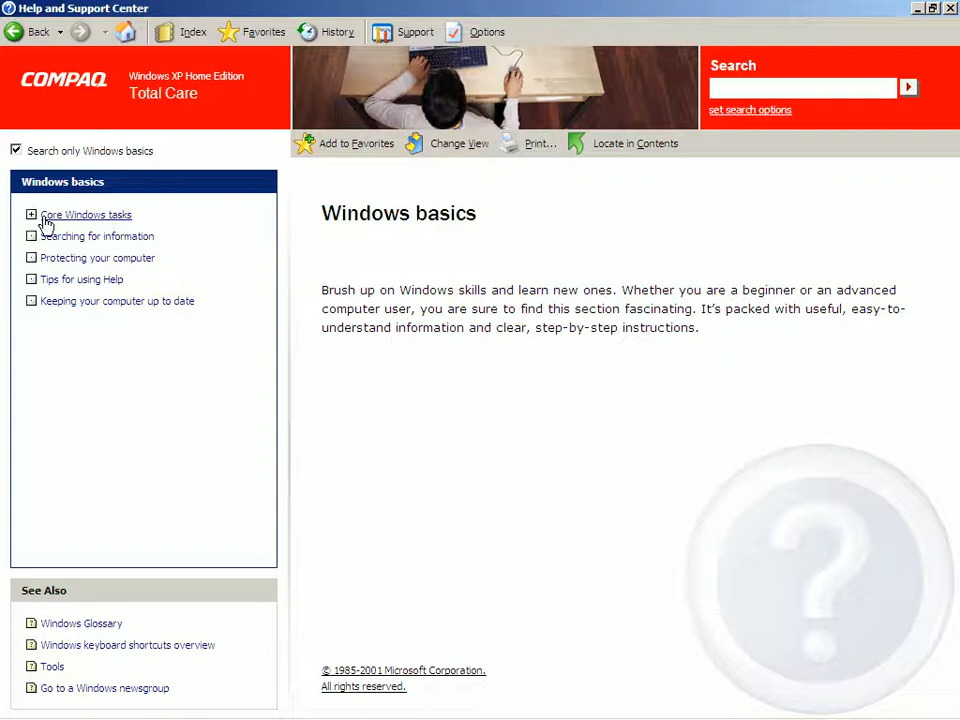 Help and Support Center
Back Index Favorites History Support Options
COMPAQ
Windows XP Home Edition
Total Care
Search
set search options
Search only Windows basics
Add to Favorites Change View Print... Locate in Contents
Windows basics
Core Windows tasks
Searching for information
Protecting your computer
Tips for using Help
Keeping your computer up to date
Windows basics
Brush up on Windows skills and learn new ones. Whether you are a beginner or an advanced
computer user, you are sure to find this section fascinating. It's packed with useful, easy-to-
understand information and clear, step-by-step instructions.
See Also
Windows Glossary
Windows keyboard shortcuts overview
Tools
Go to a Windows newsgroup
© 1985-2001 Microsoft Corporation.
All rights reserved.